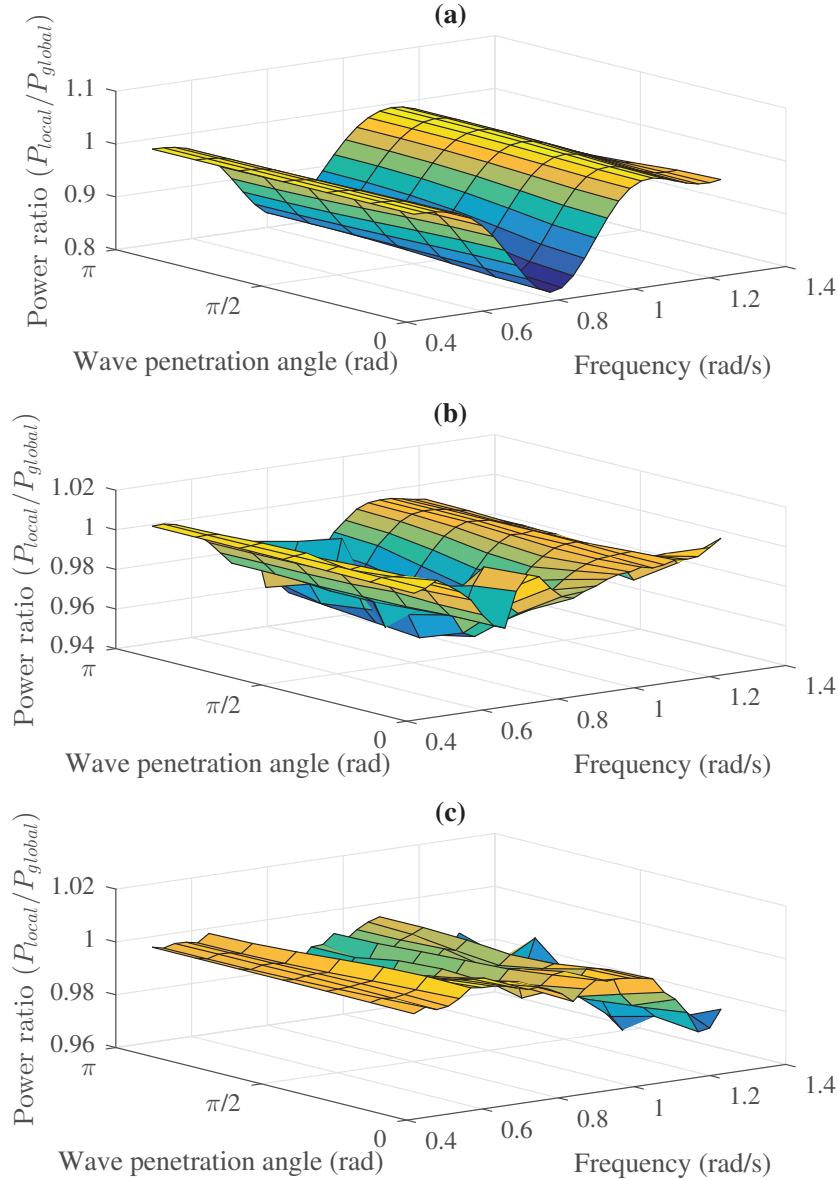 (a)
Power ratio (P_local/P_global)
1.1
1
0.9
0.8
π
π/2
0
Wave penetration angle (rad)
0.4
0.6
0.8
1
1.2
1.4
Frequency (rad/s)
(b)
Power ratio (P_local/P_global)
1.02
1
0.98
0.96
0.94
π
π/2
0
Wave penetration angle (rad)
0.4
0.6
0.8
1
1.2
1.4
Frequency (rad/s)
(c)
Power ratio (P_local/P_global)
1.02
1
0.98
0.96
π
π/2
0
Wave penetration angle (rad)
0.4
0.6
0.8
1
1.2
1.4
Frequency (rad/s)